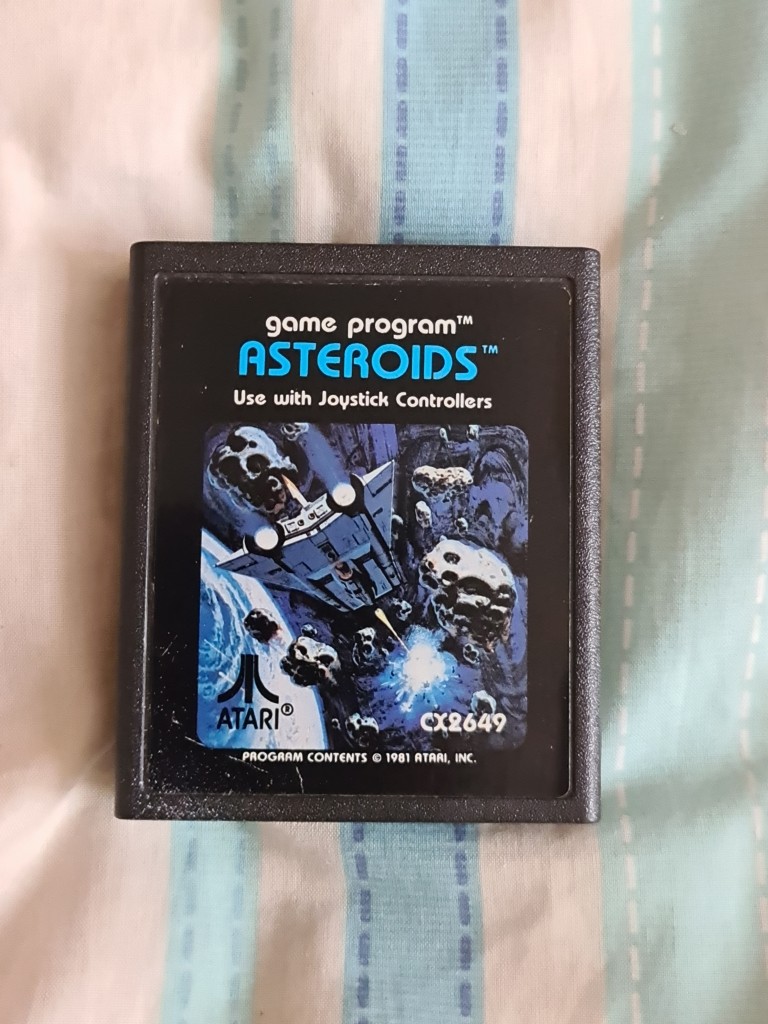 game program™
ASTEROIDS™
Use with Joystick Controllers
ATARI®
CX2649
PROGRAM CONTENTS © 1981 ATARI, INC.